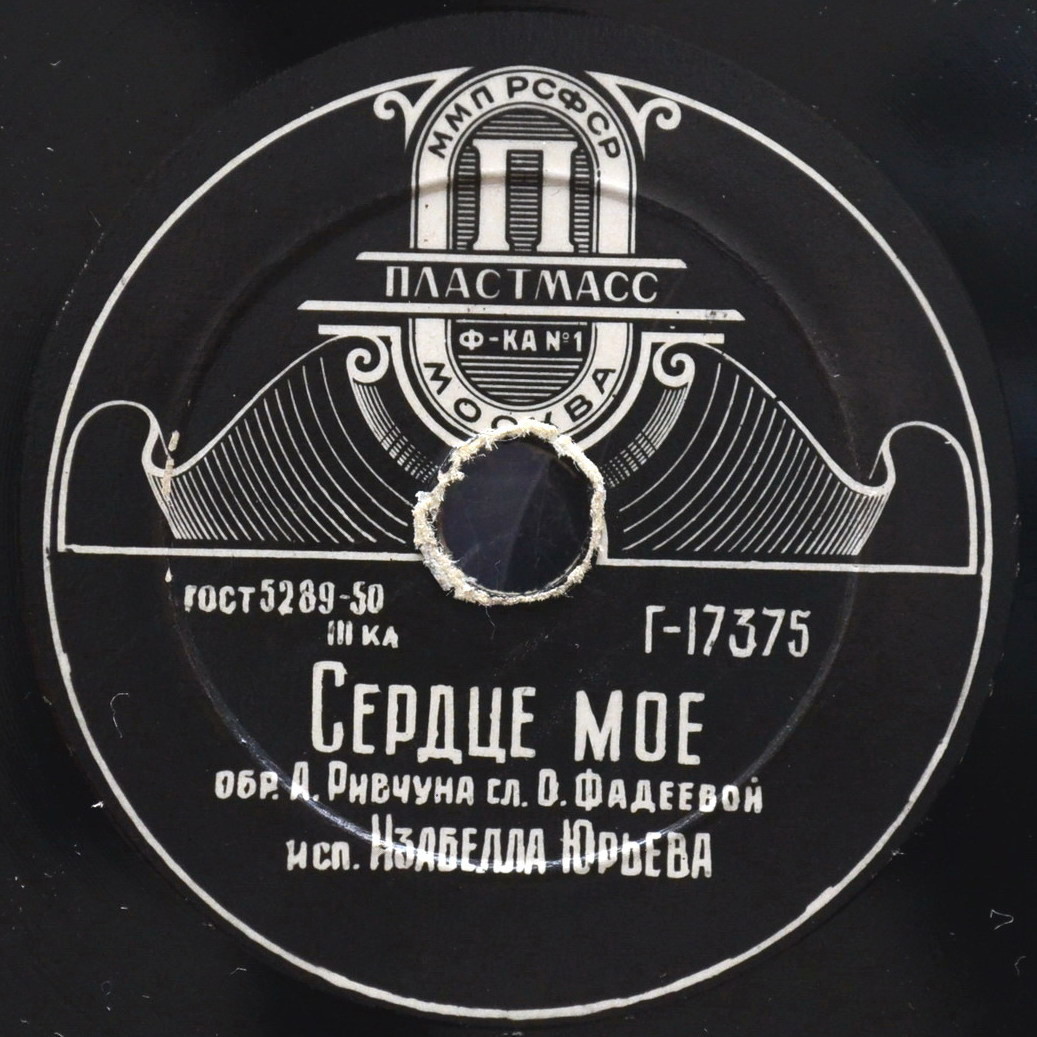 ММП РСФСР
П
ПЛАСТМАСС
Ф-КА №1
МОСКВА
ГОСТ 5289-50
III КА
Г-17375
СЕРДЦЕ МОЕ
ОБР. А. РИВЧУНА СЛ. О. ФАДЕЕВОЙ
ИСП. ИЗАБЕЛЛА ЮРЬЕВА